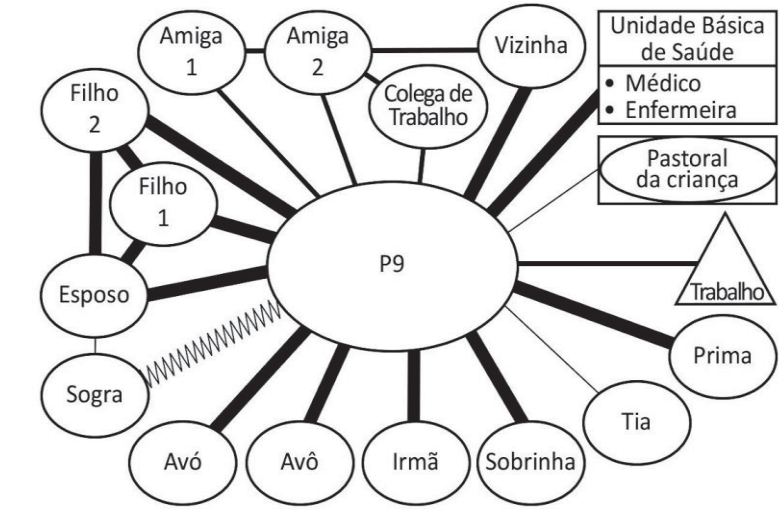 Amiga
1
Amiga
2
Vizinha
Unidade Básica
de Saúde
• Médico
• Enfermeira
Filho
2
Colega de
Trabalho
Pastoral
da criança
Filho
1
P9
Esposo
Trabalho
Prima
Sogra
Tia
Avó
Avô
Irmã
Sobrinha